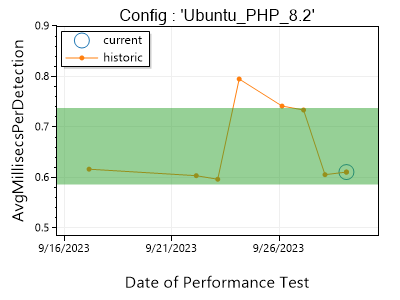 Config : 'Ubuntu_PHP_8.2'
current
historic
AvgMillisecsPerDetection
0.9
0.8
0.7
0.6
0.5
9/16/2023
9/21/2023
9/26/2023
Date of Performance Test